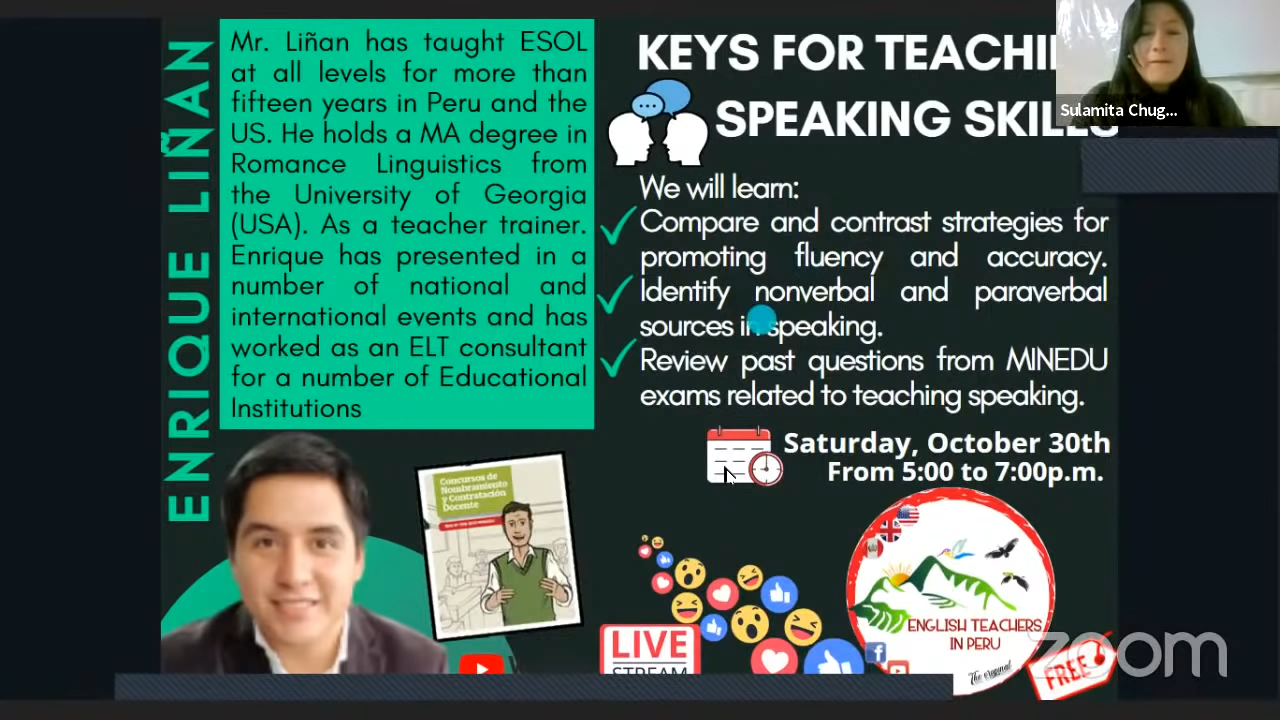 ENRIQUE LIÑAN
Mr. Liñan has taught ESOL
at all levels for more than
fifteen years in Peru and the
US. He holds a MA degree in
Romance Linguistics from
the University of Georgia
(USA). As a teacher trainer.
Enrique has presented in a
number of national and
international events and has
worked as an ELT consultant
for a number of Educational
Institutions
KEYS FOR TEACHI
SPEAKING SKILLS
We will learn:
Compare and contrast strategies for
promoting fluency and accuracy.
Identify nonverbal and paraverbal
sources in speaking.
Review past questions from MINEDU
exams related to teaching speaking.
Saturday, October 30th
From 5:00 to 7:00p.m.
Sulamita Chug...
Concursos de
Nombramiento
y Contratación
Docente
LIVE
STREAM
ENGLISH TEACHERS
IN PERU
The original
FREE
zoom